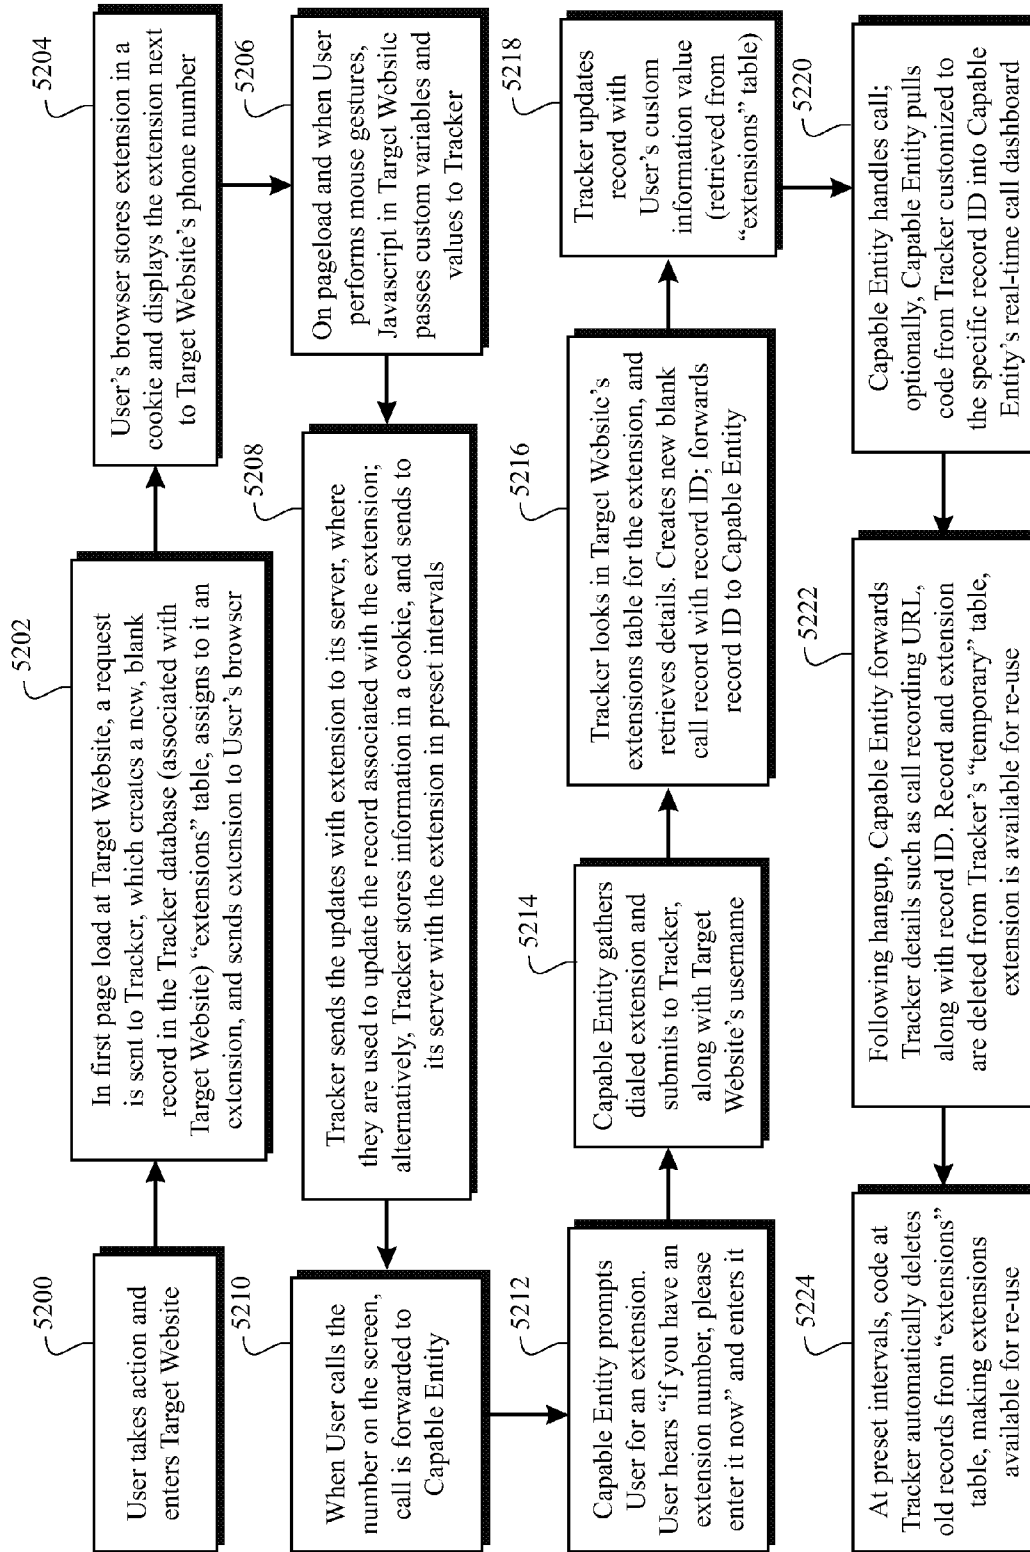 5200
User takes action and
enters Target Website
5202
In first page load at Target Website, a request
is sent to Tracker, which creates a new, blank
record in the Tracker database (associated with
Target Website) “extensions” table, assigns to it an
extension, and sends extension to User’s browser
5204
User’s browser stores extension in a
cookie and displays the extension next
to Target Website’s phone number
5206
On pageload and when User
performs mouse gestures,
Javascript in Target Website
passes custom variables and
values to Tracker
5208
Tracker sends the updates with extension to its server, where
they are used to update the record associated with the extension;
alternatively, Tracker stores information in a cookie, and sends to
its server with the extension in preset intervals
5210
When User calls the
number on the screen,
call is forwarded to
Capable Entity
5212
Capable Entity prompts
User for an extension.
User hears “if you have an
extension number, please
enter it now” and enters it
5214
Capable Entity gathers
dialed extension and
submits to Tracker,
along with Target
Website’s username
5216
Tracker looks in Target Website’s
extensions table for the extension, and
retrieves details. Creates new blank
call record with record ID; forwards
record ID to Capable Entity
5218
Tracker updates
record with
User’s custom
information value
(retrieved from
“extensions” table)
5220
Capable Entity handles call;
optionally, Capable Entity pulls
code from Tracker customized to
the specific record ID into Capable
Entity’s real-time call dashboard
5222
Following hangup, Capable Entity forwards
Tracker details such as call recording URL,
along with record ID. Record and extension
are deleted from Tracker’s “temporary” table,
extension is available for re-use
5224
At preset intervals, code at
Tracker automatically deletes
old records from “extensions”
table, making extensions
available for re-use